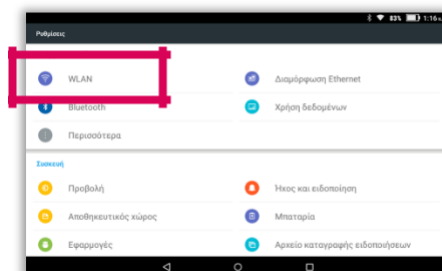 83% 1:16
Ρυθμίσεις
WLAN
Διαμόρφωση Ethernet
Bluetooth
Χρήση δεδομένων
Περισσότερα
Συσκευή
Προβολή
Ήχος και ειδοποίηση
Αποθηκευτικός χώρος
Μπαταρία
Εφαρμογές
Αρχείο καταγραφής ειδοποιήσεων